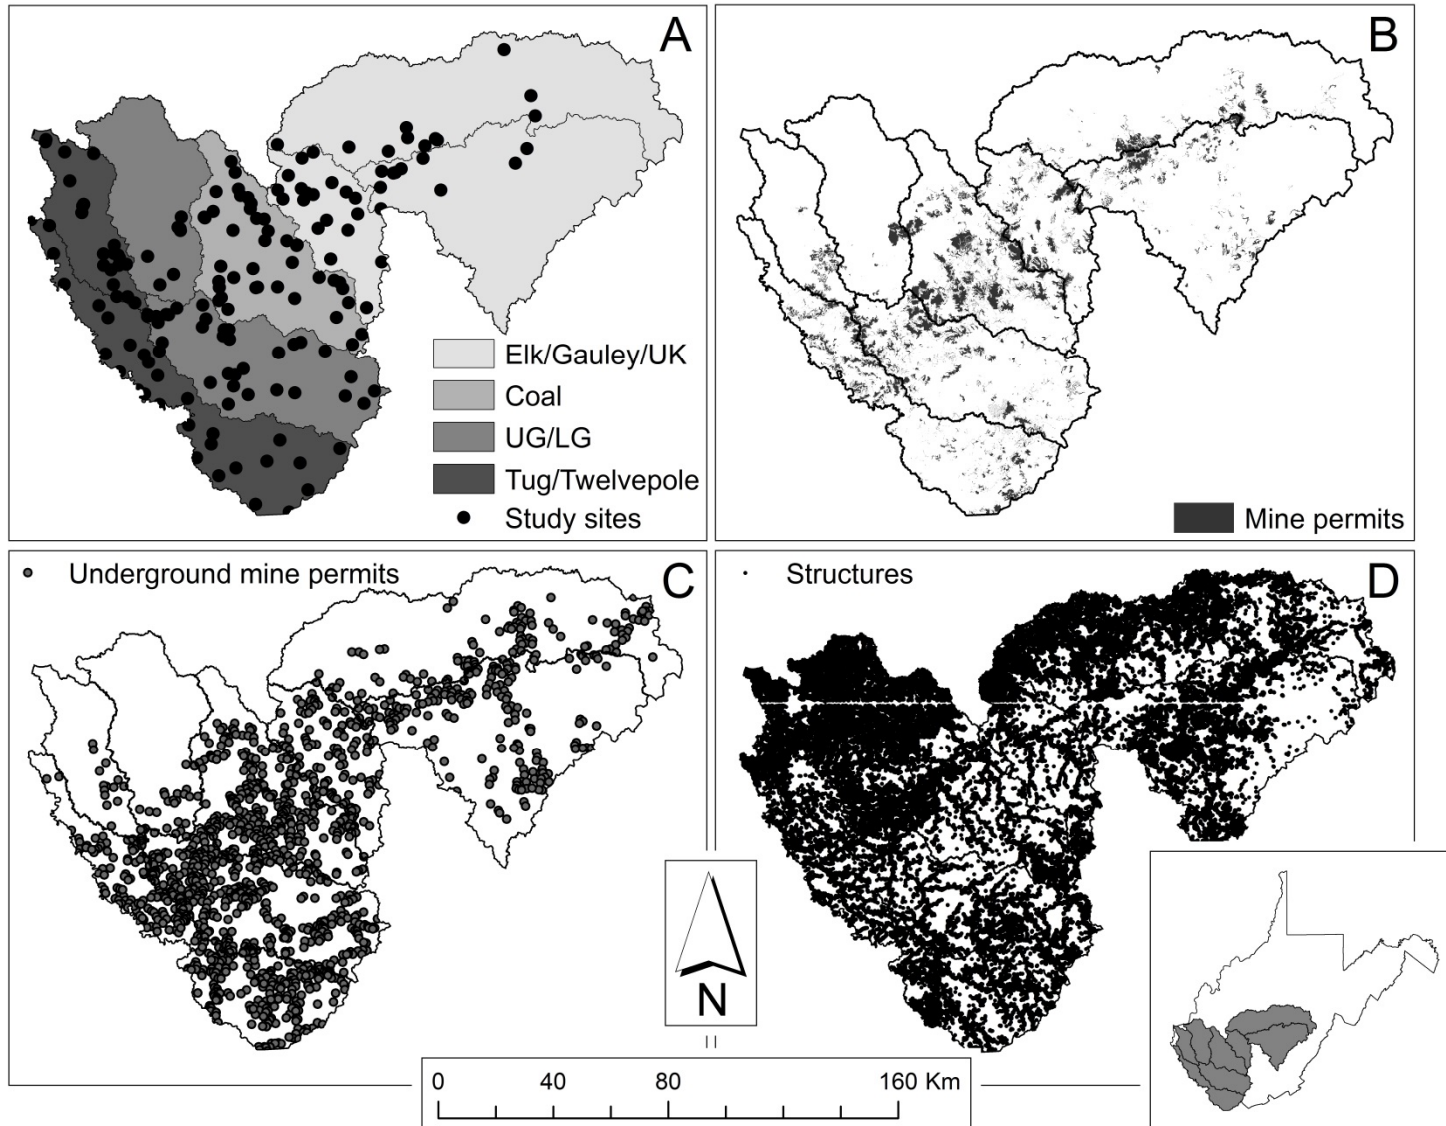 A
Elk/Gauley/UK
Coal
UG/LG
Tug/Twelvepole
Study sites
B
Mine permits
Underground mine permits
C
Structures
D
N
0 40 80 160 Km